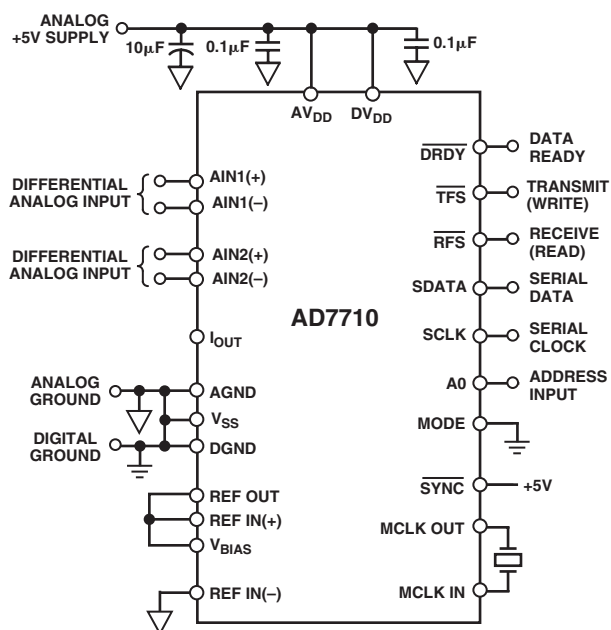 ANALOG
+5V SUPPLY
10μF
0.1μF
0.1μF
AVDD
DVDD
DRDY
DATA
READY
DIFFERENTIAL
ANALOG INPUT
AIN1(+)
AIN1(–)
TFS
TRANSMIT
(WRITE)
RFS
RECEIVE
(READ)
DIFFERENTIAL
ANALOG INPUT
AIN2(+)
AIN2(–)
SDATA
SERIAL
DATA
AD7710
IOUT
SCLK
SERIAL
CLOCK
ANALOG
GROUND
AGND
A0
ADDRESS
INPUT
VSS
MODE
DIGITAL
GROUND
DGND
REF OUT
SYNC
+5V
REF IN(+)
MCLK OUT
VBIAS
REF IN(–)
MCLK IN